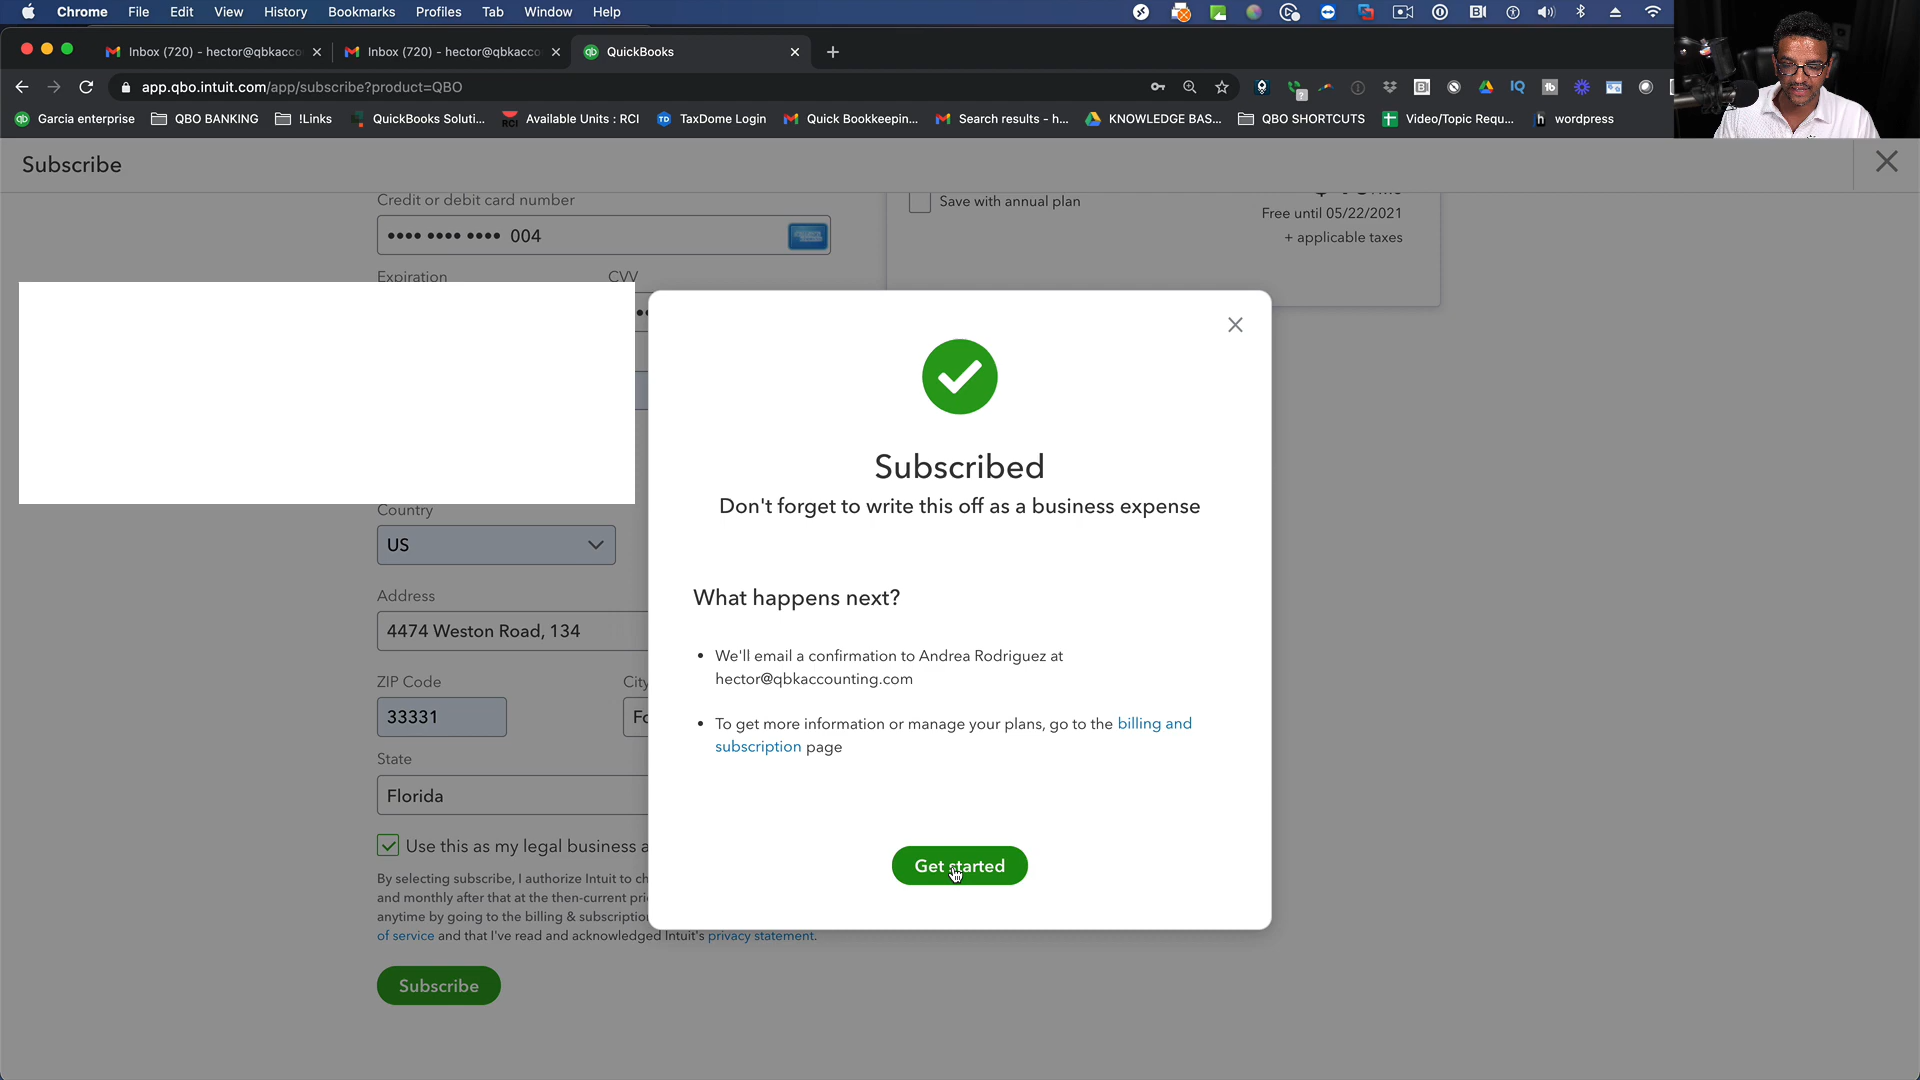 Chrome File Edit View History Bookmarks Profiles Tab Window Help
Inbox (720) - hector@qbkacco
Inbox (720) - hector@qbkacco
QuickBooks
app.qbo.intuit.com/app/subscribe?product=QBO
Garcia enterprise QBO BANKING !Links QuickBooks Soluti... Available Units : RCI TaxDome Login Quick Bookkeepin... Search results - h... KNOWLEDGE BAS... QBO SHORTCUTS Video/Topic Requ... wordpress
Subscribe
Credit or debit card number
•••• •••• •••• 004
Save with annual plan
Free until 05/22/2021
+ applicable taxes
Expiration CVV
Subscribed
Don't forget to write this off as a business expense
Country
US
Address
4474 Weston Road, 134
ZIP Code City
33331
State
Florida
Use this as my legal business a
By selecting subscribe, I authorize Intuit to ch
and monthly after that at the then-current pri
anytime by going to the billing & subscriptio
of service and that I've read and acknowledged Intuit's privacy statement.
Subscribe
What happens next?
• We'll email a confirmation to Andrea Rodriguez at
hector@qbkaccounting.com
• To get more information or manage your plans, go to the billing and
subscription page
Get started